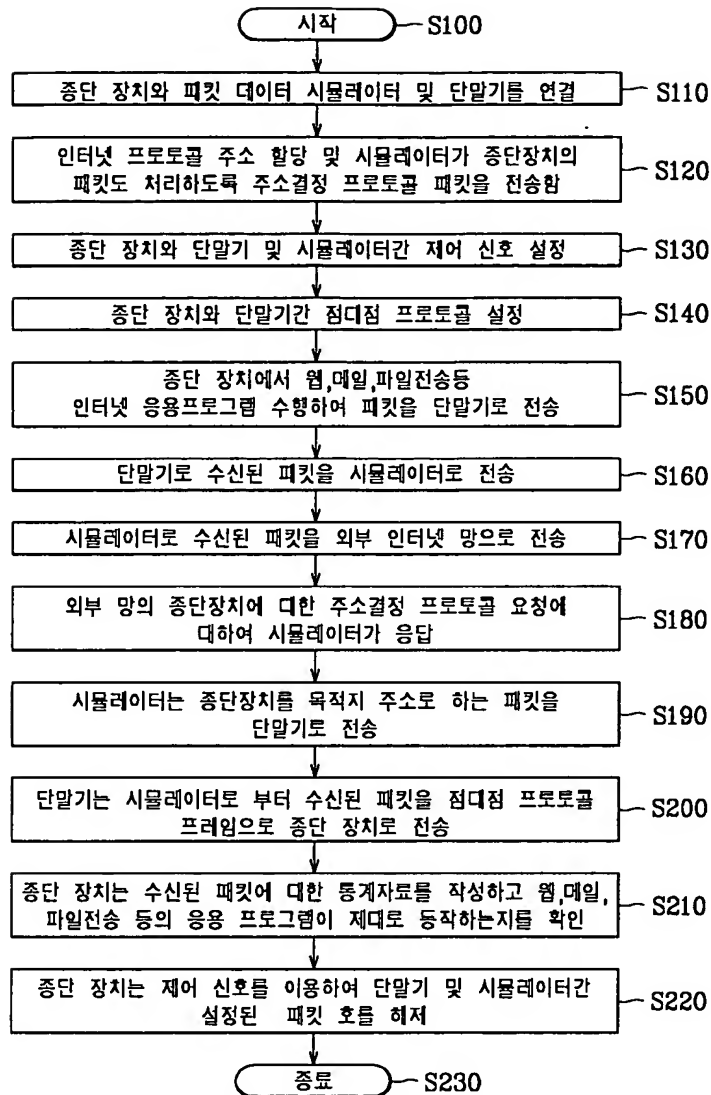 시작 S100
종단 장치와 패킷 데이터 시뮬레이터 및 단말기를 연결 S110
인터넷 프로토콜 주소 할당 및 시뮬레이터가 종단장치의
패킷도 처리하도록 주소결정 프로토콜 패킷을 전송함 S120
종단 장치와 단말기 및 시뮬레이터간 제어 신호 설정 S130
종단 장치와 단말기간 점대점 프로토콜 설정 S140
종단 장치에서 웹,메일,파일전송등
인터넷 응용프로그램 수행하여 패킷을 단말기로 전송 S150
단말기로 수신된 패킷을 시뮬레이터로 전송 S160
시뮬레이터로 수신된 패킷을 외부 인터넷 망으로 전송 S170
외부 망의 종단장치에 대한 주소결정 프로토콜 요청에
대하여 시뮬레이터가 응답 S180
시뮬레이터는 종단장치를 목적지 주소로 하는 패킷을
단말기로 전송 S190
단말기는 시뮬레이터로 부터 수신된 패킷을 점대점 프로토콜
프레임으로 종단 장치로 전송 S200
종단 장치는 수신된 패킷에 대한 통계자료를 작성하고 웹,메일,
파일전송 등의 응용 프로그램이 제대로 동작하는지를 확인 S210
종단 장치는 제어 신호를 이용하여 단말기 및 시뮬레이터간
설정된 패킷 호를 해제 S220
종료 S230